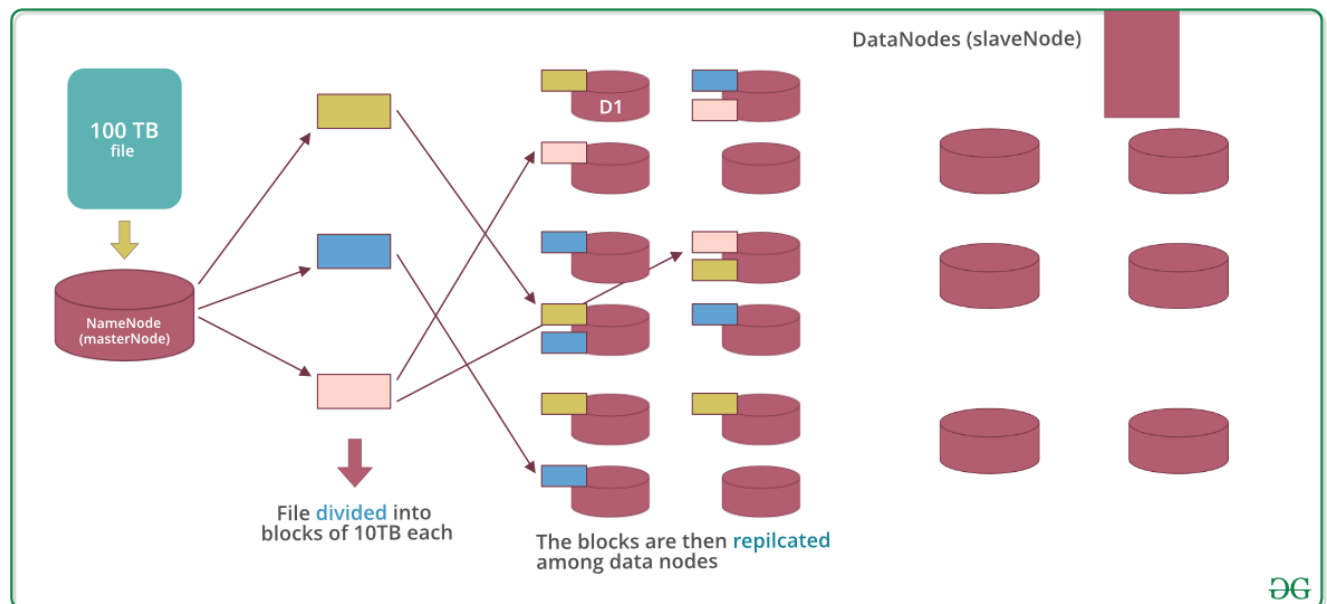 DataNodes (slaveNode)
100 TB
file
D1
NameNode
(masterNode)
File divided into
blocks of 10TB each
The blocks are then repilcated
among data nodes